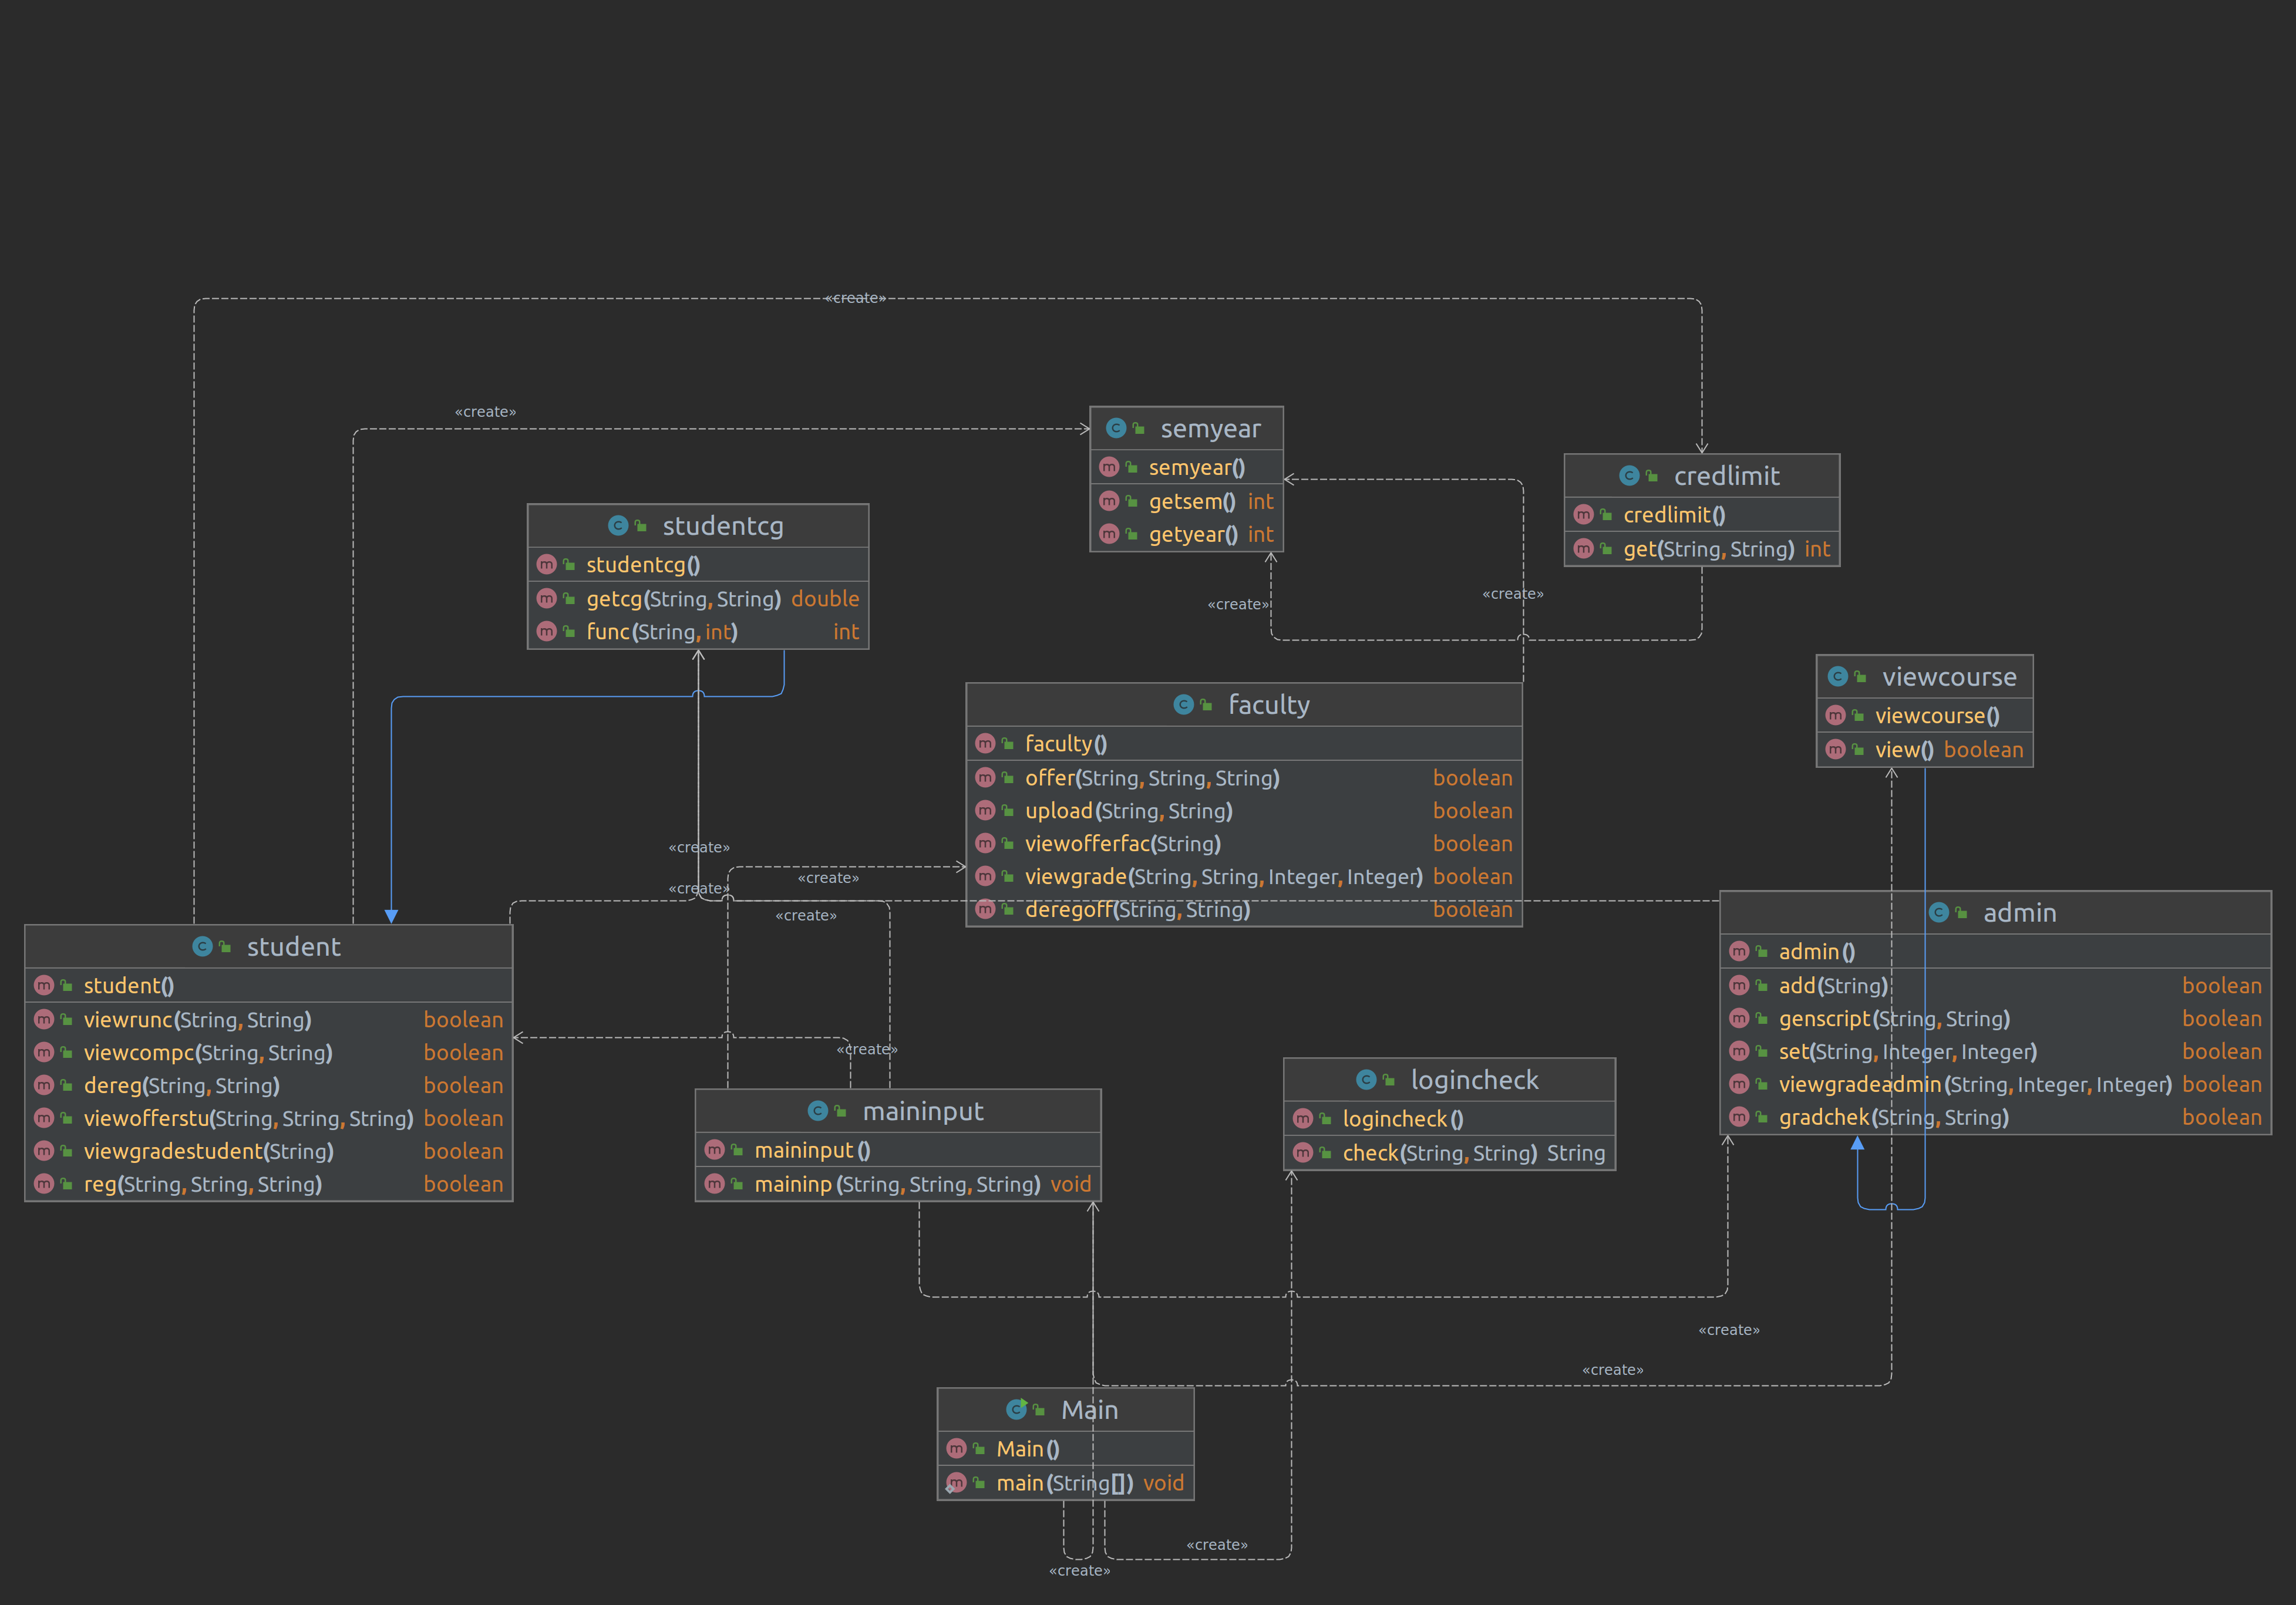 «create»
«create»
semyear
semyear()
getsem() int
getyear() int
credlimit
credlimit()
get(String, String) int
studentcg
studentcg()
getcg(String, String) double
func(String, int) int
«create»
«create»
viewcourse
viewcourse()
view() boolean
faculty
faculty()
offer(String, String, String) boolean
upload(String, String) boolean
viewofferfac(String) boolean
viewgrade(String, String, Integer, Integer) boolean
deregoff(String, String) boolean
«create»
«create»
«create»
«create»
admin
admin()
add(String) boolean
genscript(String, String) boolean
set(String, Integer, Integer) boolean
viewgradeadmin(String, Integer, Integer) boolean
gradchek(String, String) boolean
student
student()
viewrunc(String, String) boolean
viewcompc(String, String) boolean
dereg(String, String) boolean
viewofferstu(String, String, String) boolean
viewgradestudent(String) boolean
reg(String, String, String) boolean
«create»
maininput
maininput()
maininp(String, String, String) void
logincheck
logincheck()
check(String, String) String
«create»
«create»
Main
Main()
main(String[]) void
«create»
«create»